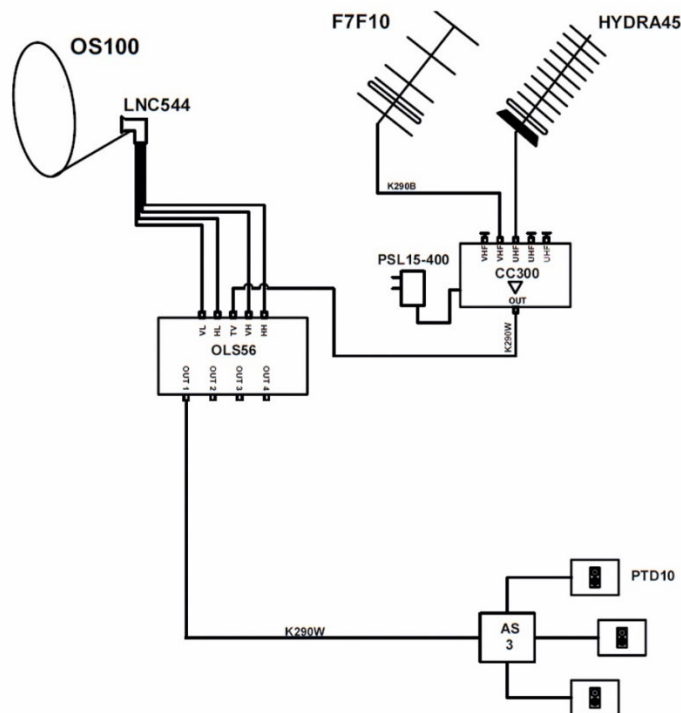 F7F10
HYDRA45
OS100
LNC544
K290B
PSL15-400
VHF VHF UHF UHF UHF
CC300
OUT
K290W
VL HL TV VH HH
OLS56
OUT 1 OUT 2 OUT 3 OUT 4
PTD10
K290W
AS
3